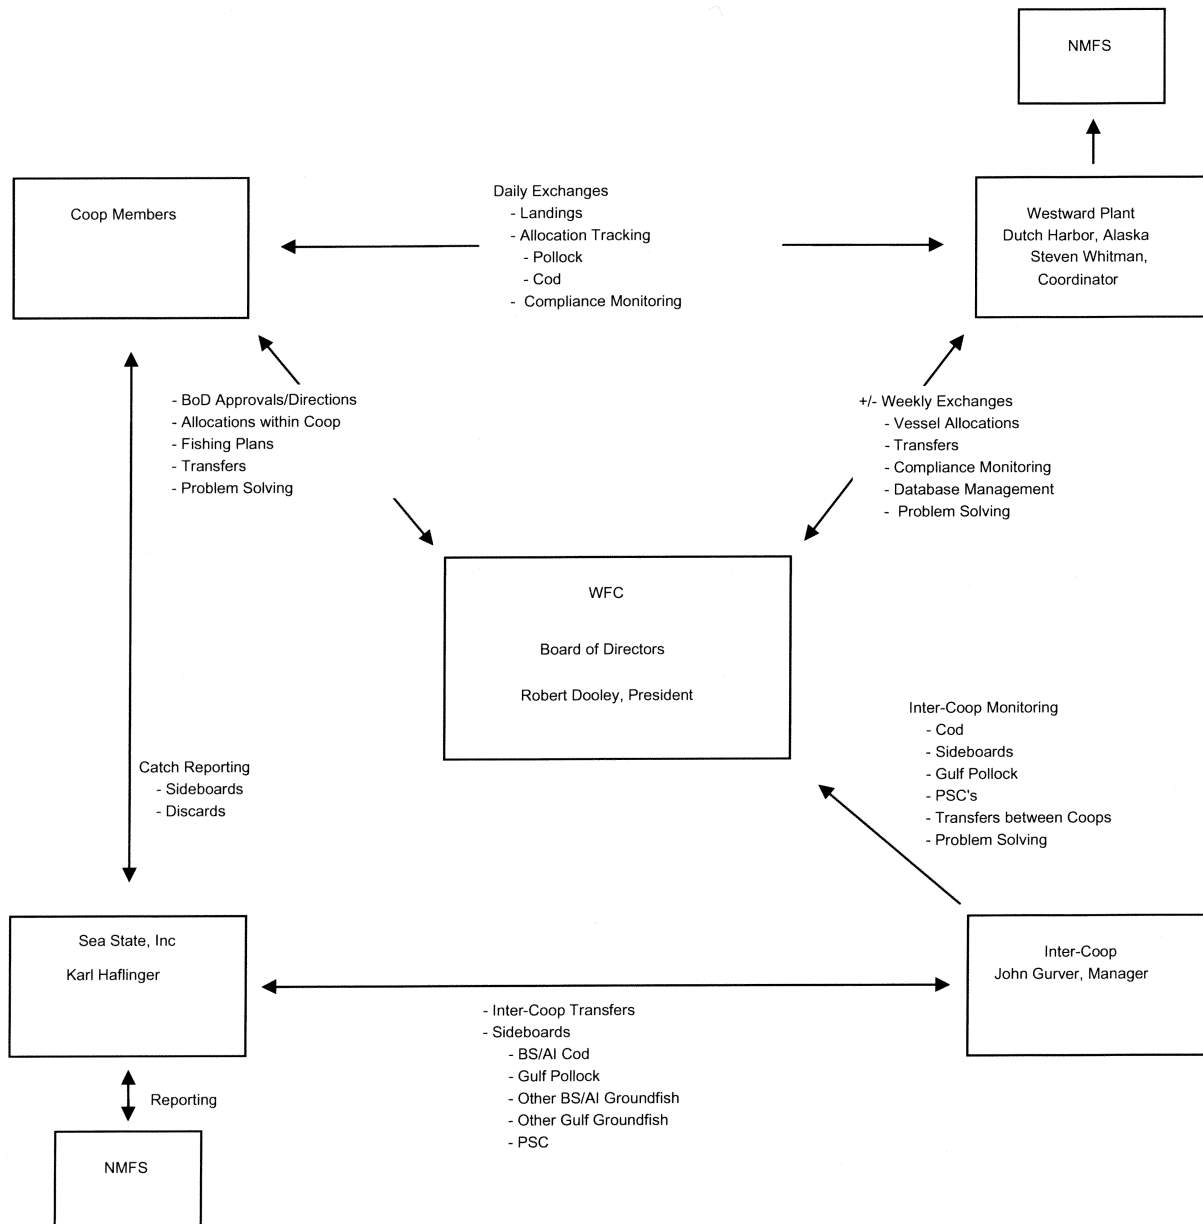 NMFS
Coop Members
Daily Exchanges
- Landings
- Allocation Tracking
- Pollock
- Cod
- Compliance Monitoring
Westward Plant
Dutch Harbor, Alaska
Steven Whitman,
Coordinator
- BoD Approvals/Directions
- Allocations within Coop
- Fishing Plans
- Transfers
- Problem Solving
+/- Weekly Exchanges
- Vessel Allocations
- Transfers
- Compliance Monitoring
- Database Management
- Problem Solving
WFC
Board of Directors
Robert Dooley, President
Inter-Coop Monitoring
- Cod
- Sideboards
- Gulf Pollock
- PSC's
- Transfers between Coops
- Problem Solving
Catch Reporting
- Sideboards
- Discards
Sea State, Inc
Karl Haflinger
Inter-Coop
John Gurver, Manager
- Inter-Coop Transfers
- Sideboards
- BS/AI Cod
- Gulf Pollock
- Other BS/AI Groundfish
- Other Gulf Groundfish
- PSC
Reporting
NMFS